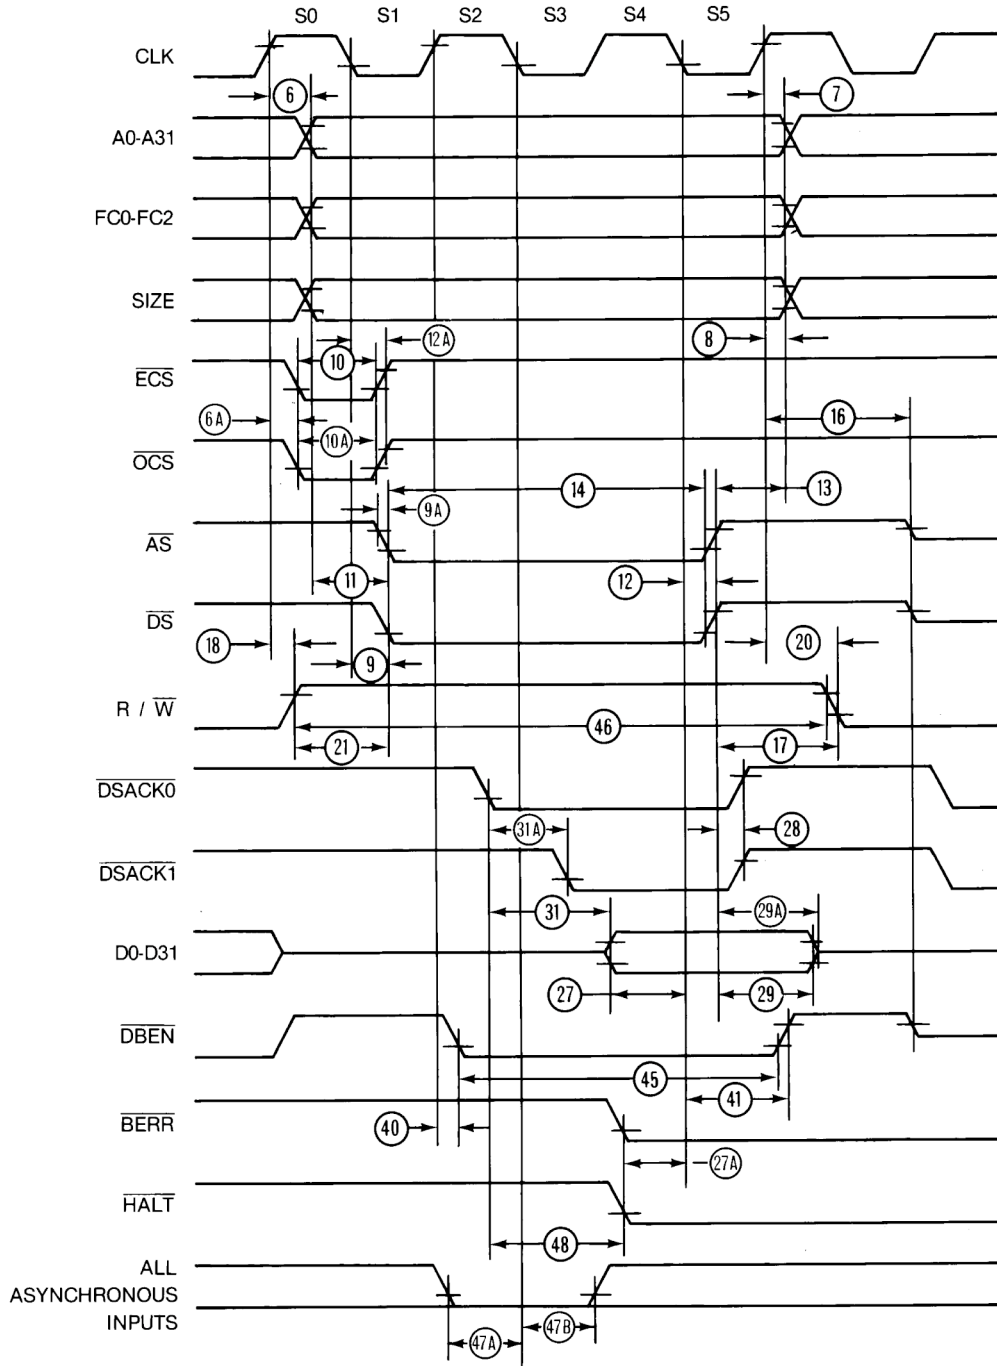 S0 S1 S2 S3 S4 S5
CLK
6 7
A0-A31
FC0-FC2
SIZE
12A 8
10
ECS
6A 16
10A
OCS
14 13
9A
AS
11 12
DS
18 20
9
R / W
46
21 17
DSACK0
31A 28
DSACK1
31 29A
D0-D31
27 29
DBEN
45
40 41
BERR
27A
HALT
48
ALL
ASYNCHRONOUS
INPUTS
47A 47B